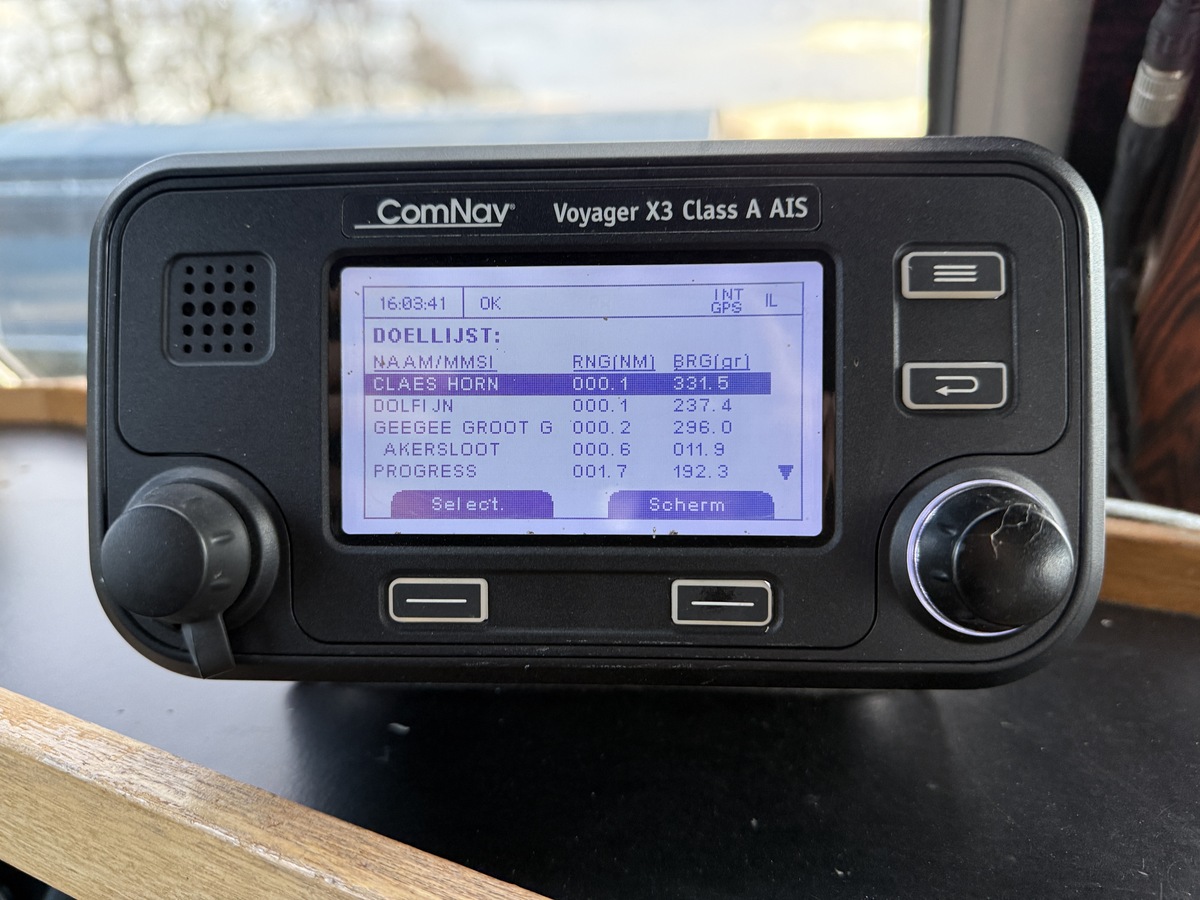 ComNav® Voyager X3 Class A AIS
16:03:41 OK INT GPS IL
DOELLIJST:
NAAM/MMSI RNG(NM) BRG(gr)
CLAES HORN 000.1 331.5
DOLFIJN 000.1 237.4
GEEGEE GROOT G 000.2 296.0
AKERSLOOT 000.6 011.9
PROGRESS 001.7 192.3
Select. Scherm